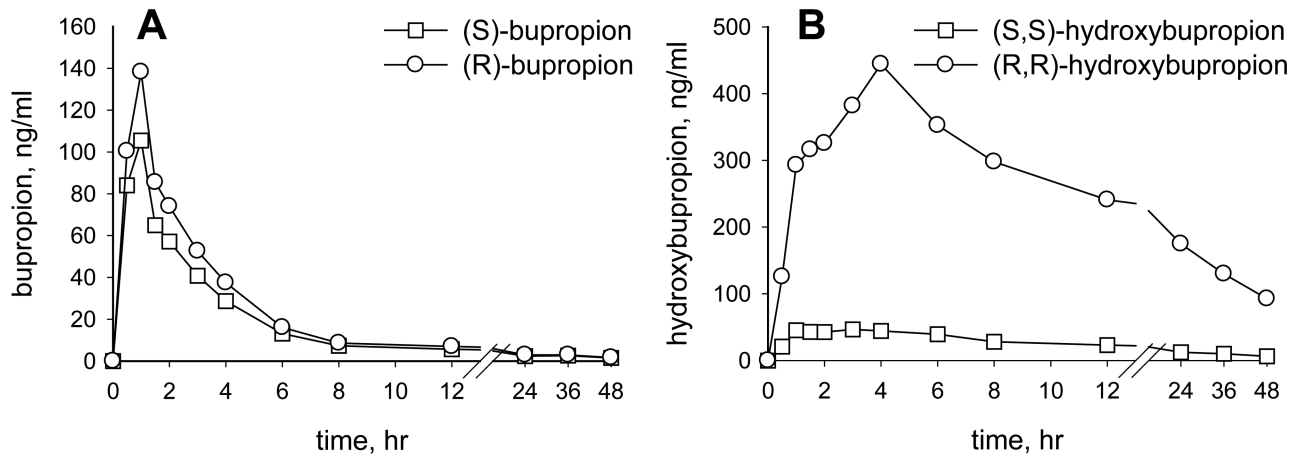 A
(S)-bupropion
(R)-bupropion
bupropion, ng/ml
160
140
120
100
80
60
40
20
0
0 2 4 6 8 10 12 24 36 48
time, hr
B
(S,S)-hydroxybupropion
(R,R)-hydroxybupropion
hydroxybupropion, ng/ml
500
400
300
200
100
0
0 2 4 6 8 10 12 24 36 48
time, hr